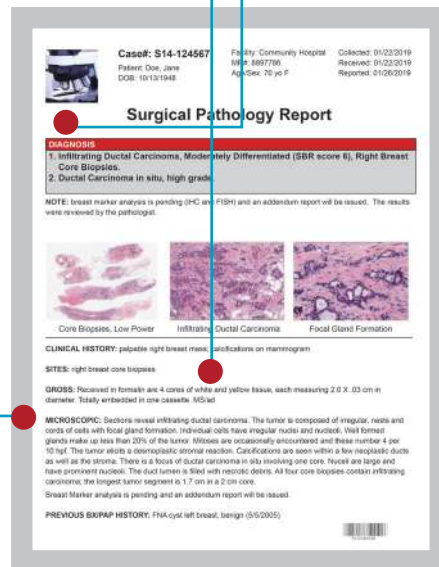 Case#: S14-124567
Patient: Doe, Jane
DOB: 10/13/1948
Facility: Community Hospital
MR#: 8897766
Age/Sex: 70 yo F
Collected: 01/22/2019
Received: 01/22/2019
Reported: 01/26/2019
Surgical Pathology Report
DIAGNOSIS
1. Infiltrating Ductal Carcinoma, Moderately Differentiated (SBR score 6), Right Breast
Core Biopsies.
2. Ductal Carcinoma in situ, high grade.
NOTE: breast marker analysis is pending (IHC and FISH) and an addendum report will be issued. The results
were reviewed by the pathologist.
Core Biopsies, Low Power
Infiltrating Ductal Carcinoma
Focal Gland Formation
CLINICAL HISTORY: palpable right breast mass, calcifications on mammogram
SITES: right breast core biopsies
GROSS: Received in formalin are 4 cores of white and yellow tissue, each measuring 2.0 X .03 cm in
diameter. Totally embedded in one cassette. MS/ad
MICROSCOPIC: Sections reveal infiltrating ductal carcinoma. The tumor is composed of irregular, nests and
cords of cells with focal gland formation. Individual cells have irregular nuclei and nucleoli. Well formed
glands make up less than 20% of the tumor. Mitoses are occasionally encountered and these number 4 per
10 hpf. The tumor elicits a desmoplastic stromal reaction. Calcifications are seen within a few neoplastic ducts
as well as the stroma. There is a focus of ductal carcinoma in situ involving one core. Nuclei are large and
have prominent nucleoli. The duct lumen is filled with necrotic debris. All four core biopsies contain infiltrating
carcinoma; the longest tumor segment is 1.7 cm in a 2 cm core.
Breast Marker analysis is pending and an addendum report will be issued.
PREVIOUS BX/PAP HISTORY: FNA cyst left breast, benign (5/5/2005)